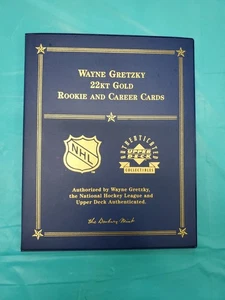 WAYNE GRETZKY
22KT GOLD
ROOKIE AND CAREER CARDS
NHL
AUTHENTICATED
UPPER DECK
COLLECTIBLES
Authorized by Wayne Gretzky,
the National Hockey League and
Upper Deck Authenticated.
the Danbury Mint